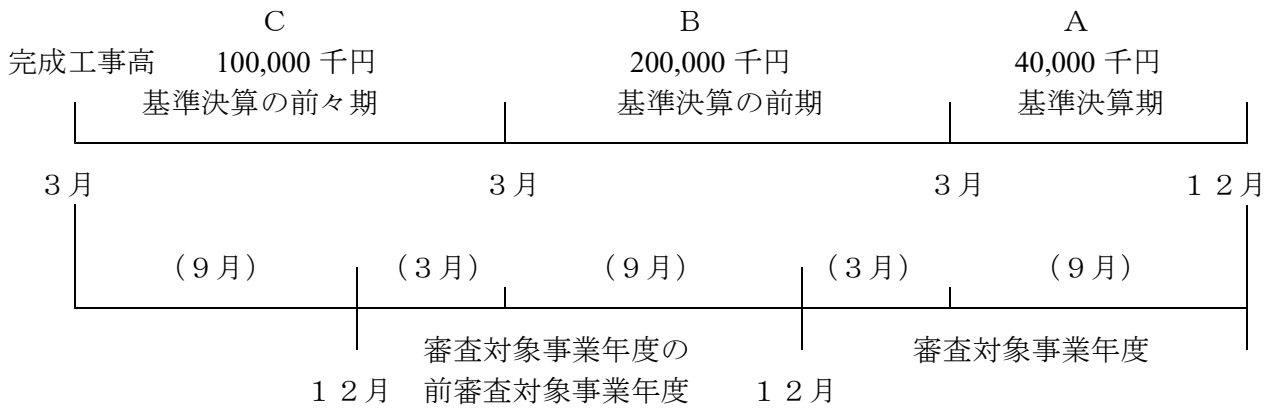 Ｃ Ｂ Ａ
完成工事高 100,000 千円 200,000 千円 40,000 千円
基準決算の前々期 基準決算の前期 基準決算期
３月 ３月 ３月 １２月
（９月） （３月） （９月） （３月） （９月）
審査対象事業年度の 審査対象事業年度
１２月 前審査対象事業年度 １２月